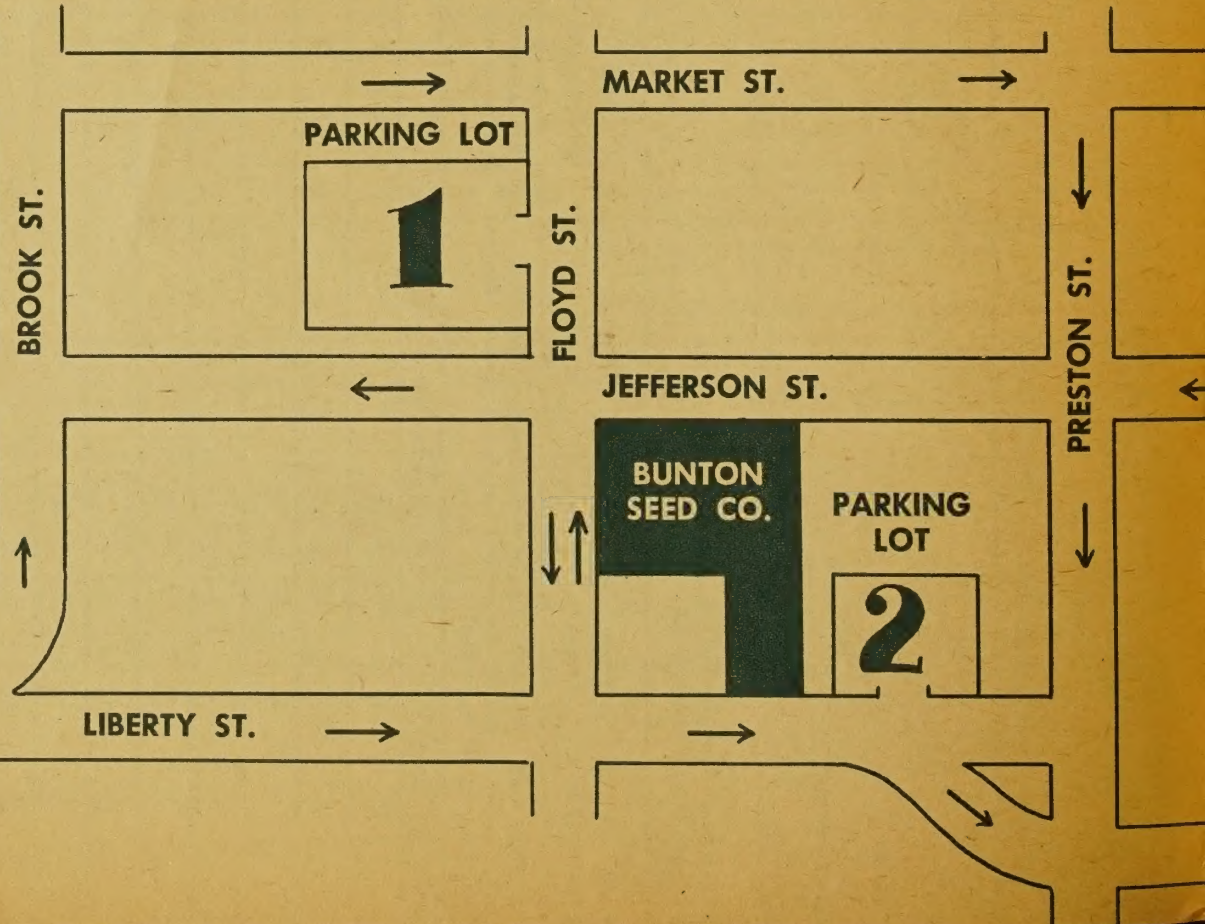 MARKET ST.
PARKING LOT
1
BROOK ST.
FLOYD ST.
PRESTON ST.
JEFFERSON ST.
BUNTON
SEED CO.
PARKING
LOT
2
LIBERTY ST.